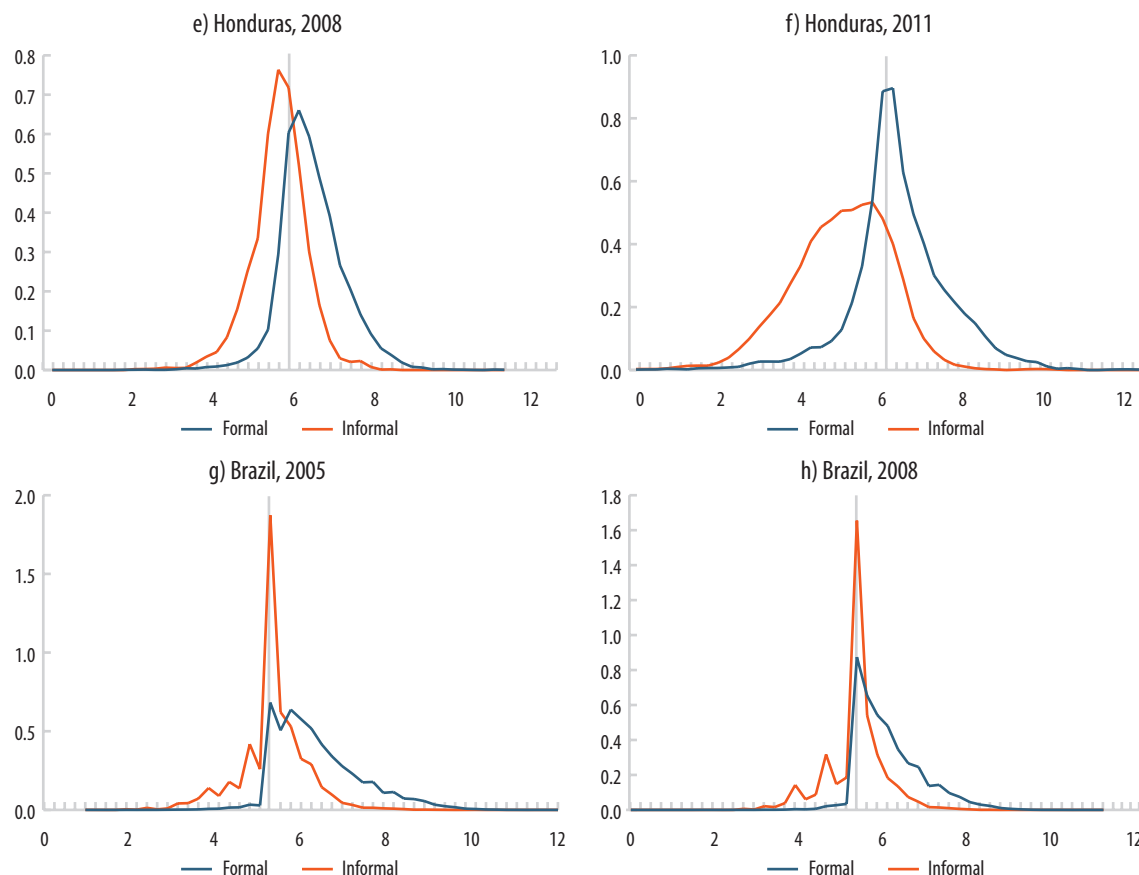 e) Honduras, 2008
0.8
0.7
0.6
0.5
0.4
0.3
0.2
0.1
0.0
0 2 4 6 8 10 12
Formal Informal
f) Honduras, 2011
1.0
0.8
0.6
0.4
0.2
0.0
0 2 4 6 8 10 12
Formal Informal
g) Brazil, 2005
2.0
1.5
1.0
0.5
0.0
0 2 4 6 8 10 12
Formal Informal
h) Brazil, 2008
1.8
1.6
1.4
1.2
1.0
0.8
0.6
0.4
0.2
0.0
0 2 4 6 8 10 12
Formal Informal